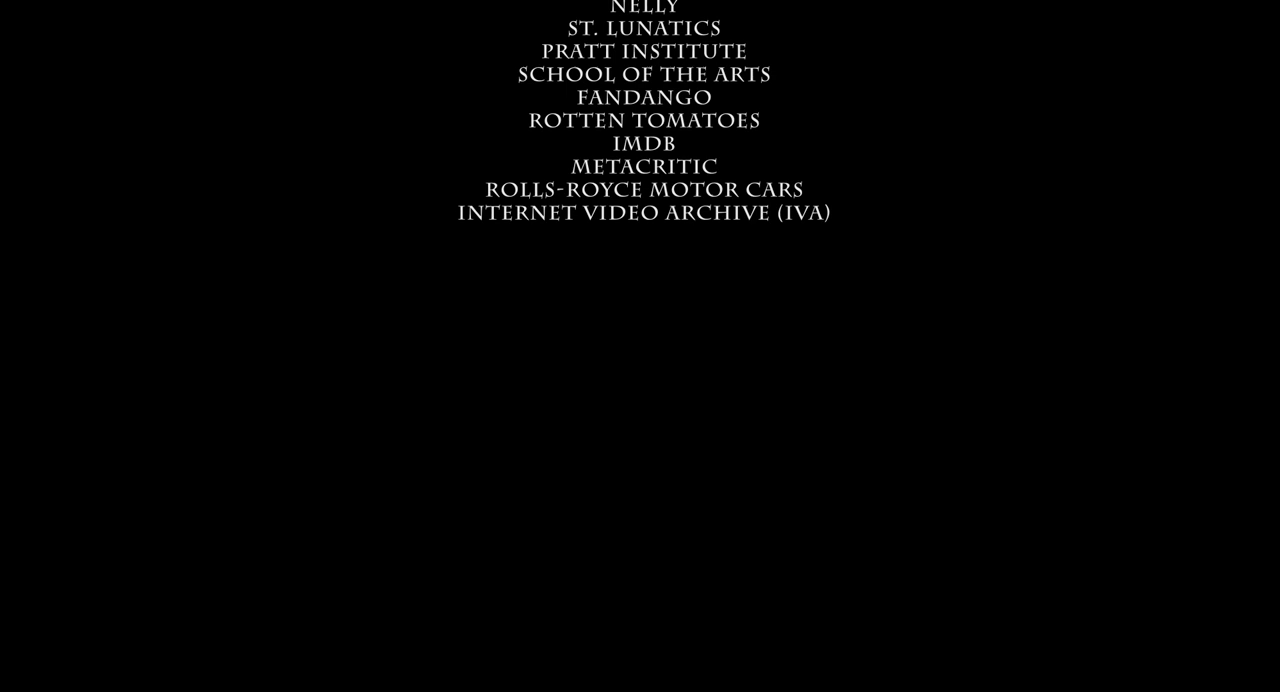 NELLY
ST. LUNATICS
PRATT INSTITUTE
SCHOOL OF THE ARTS
FANDANGO
ROTTEN TOMATOES
IMDB
METACRITIC
ROLLS-ROYCE MOTOR CARS
INTERNET VIDEO ARCHIVE (IVA)